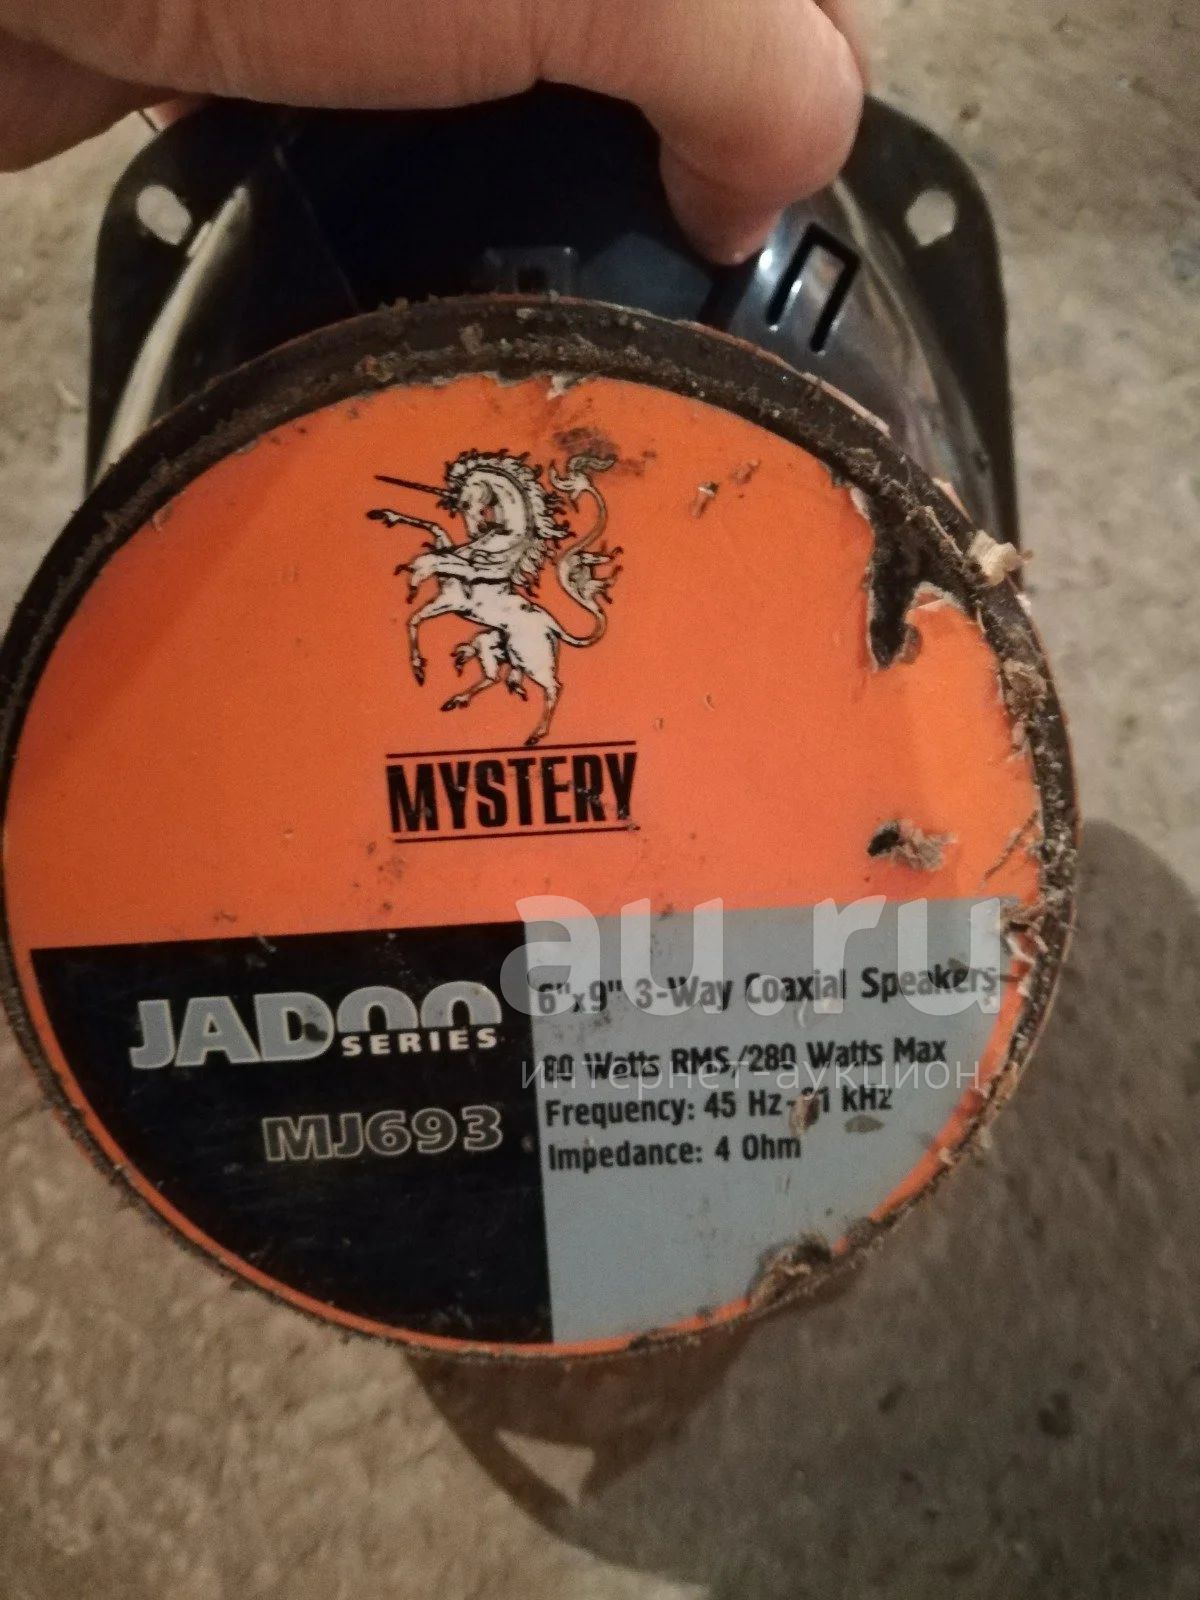 MYSTERY
JADOO
SERIES
MJ693
6"x9" 3-Way Coaxial Speakers
80 Watts RMS/280 Watts Max
Frequency: 45 Hz- kHz
Impedance: 4 Ohm
au.ru
интернет-аукцион